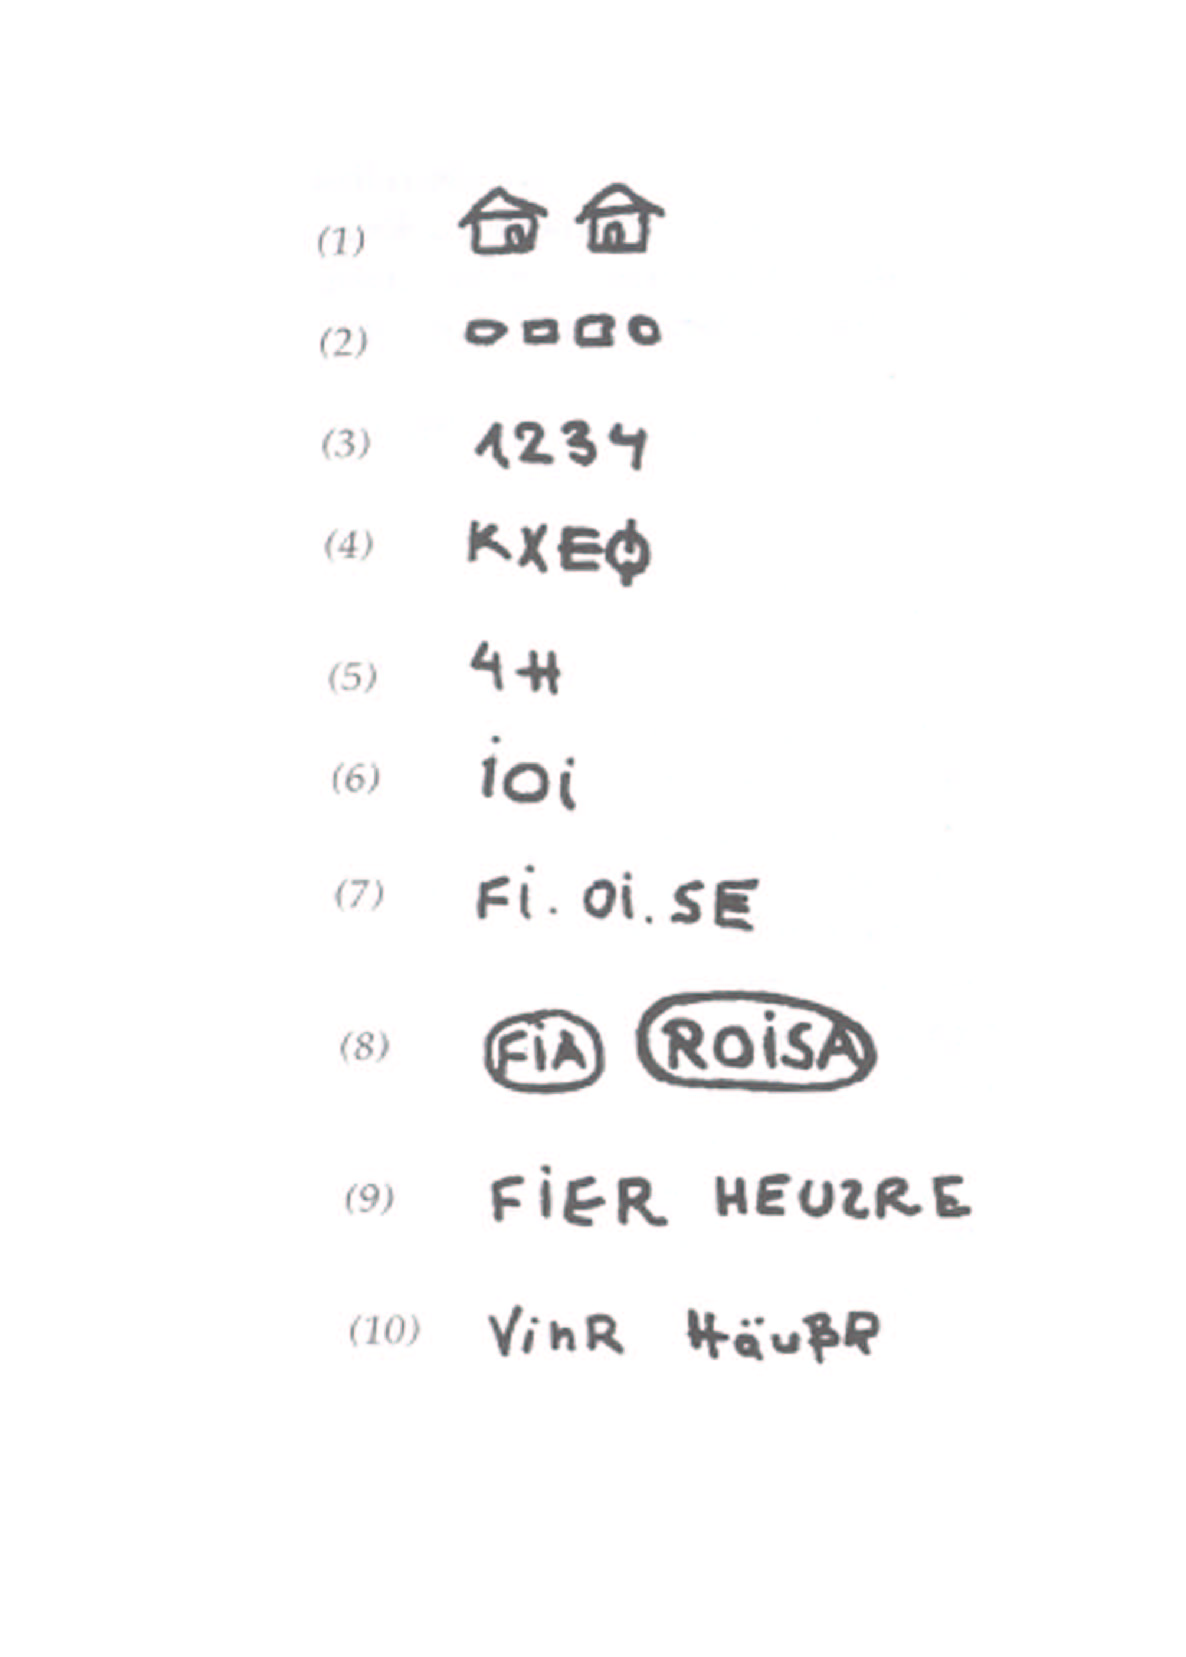 (1)
(2)
(3) 1234
(4) KXEΦ
(5) 4H
(6) ioi
(7) Fi. Oi. SE
(8) FiA ROiSA
(9) FiER HEUSRE
(10) VinR HäußR